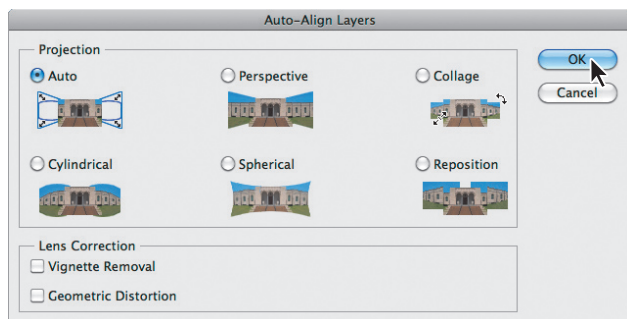 Auto-Align Layers
Projection
Auto
Perspective
Collage
Cylindrical
Spherical
Reposition
Lens Correction
Vignette Removal
Geometric Distortion
OK
Cancel